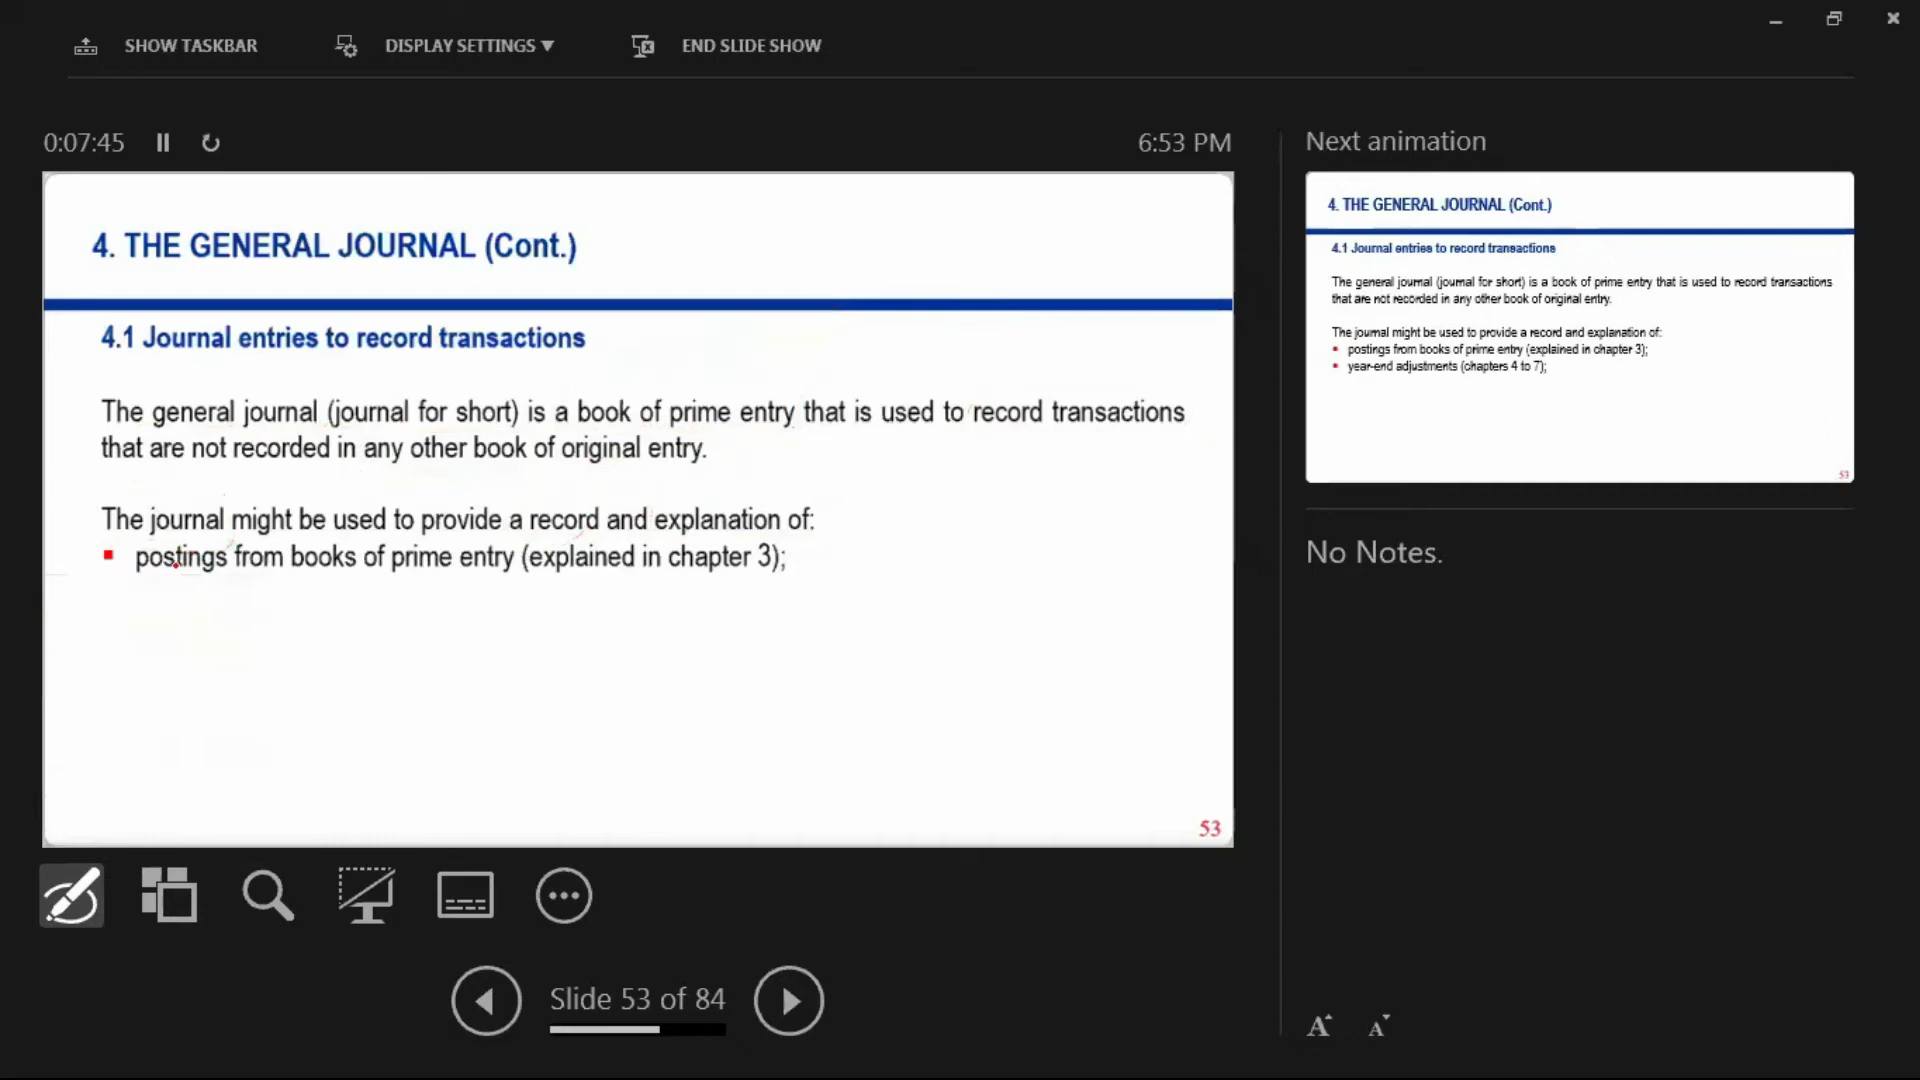 SHOW TASKBAR
DISPLAY SETTINGS ▼
END SLIDE SHOW
0:07:45
6:53 PM
4. THE GENERAL JOURNAL (Cont.)
4.1 Journal entries to record transactions
The general journal (journal for short) is a book of prime entry that is used to record transactions
that are not recorded in any other book of original entry.
The journal might be used to provide a record and explanation of:
▪ postings from books of prime entry (explained in chapter 3);
53
Slide 53 of 84
Next animation
4. THE GENERAL JOURNAL (Cont.)
4.1 Journal entries to record transactions
The general journal (journal for short) is a book of prime entry that is used to record transactions
that are not recorded in any other book of original entry.
The journal might be used to provide a record and explanation of:
▪ postings from books of prime entry (explained in chapter 3);
▪ year-end adjustments (chapters 4 to 7);
53
No Notes.
A A